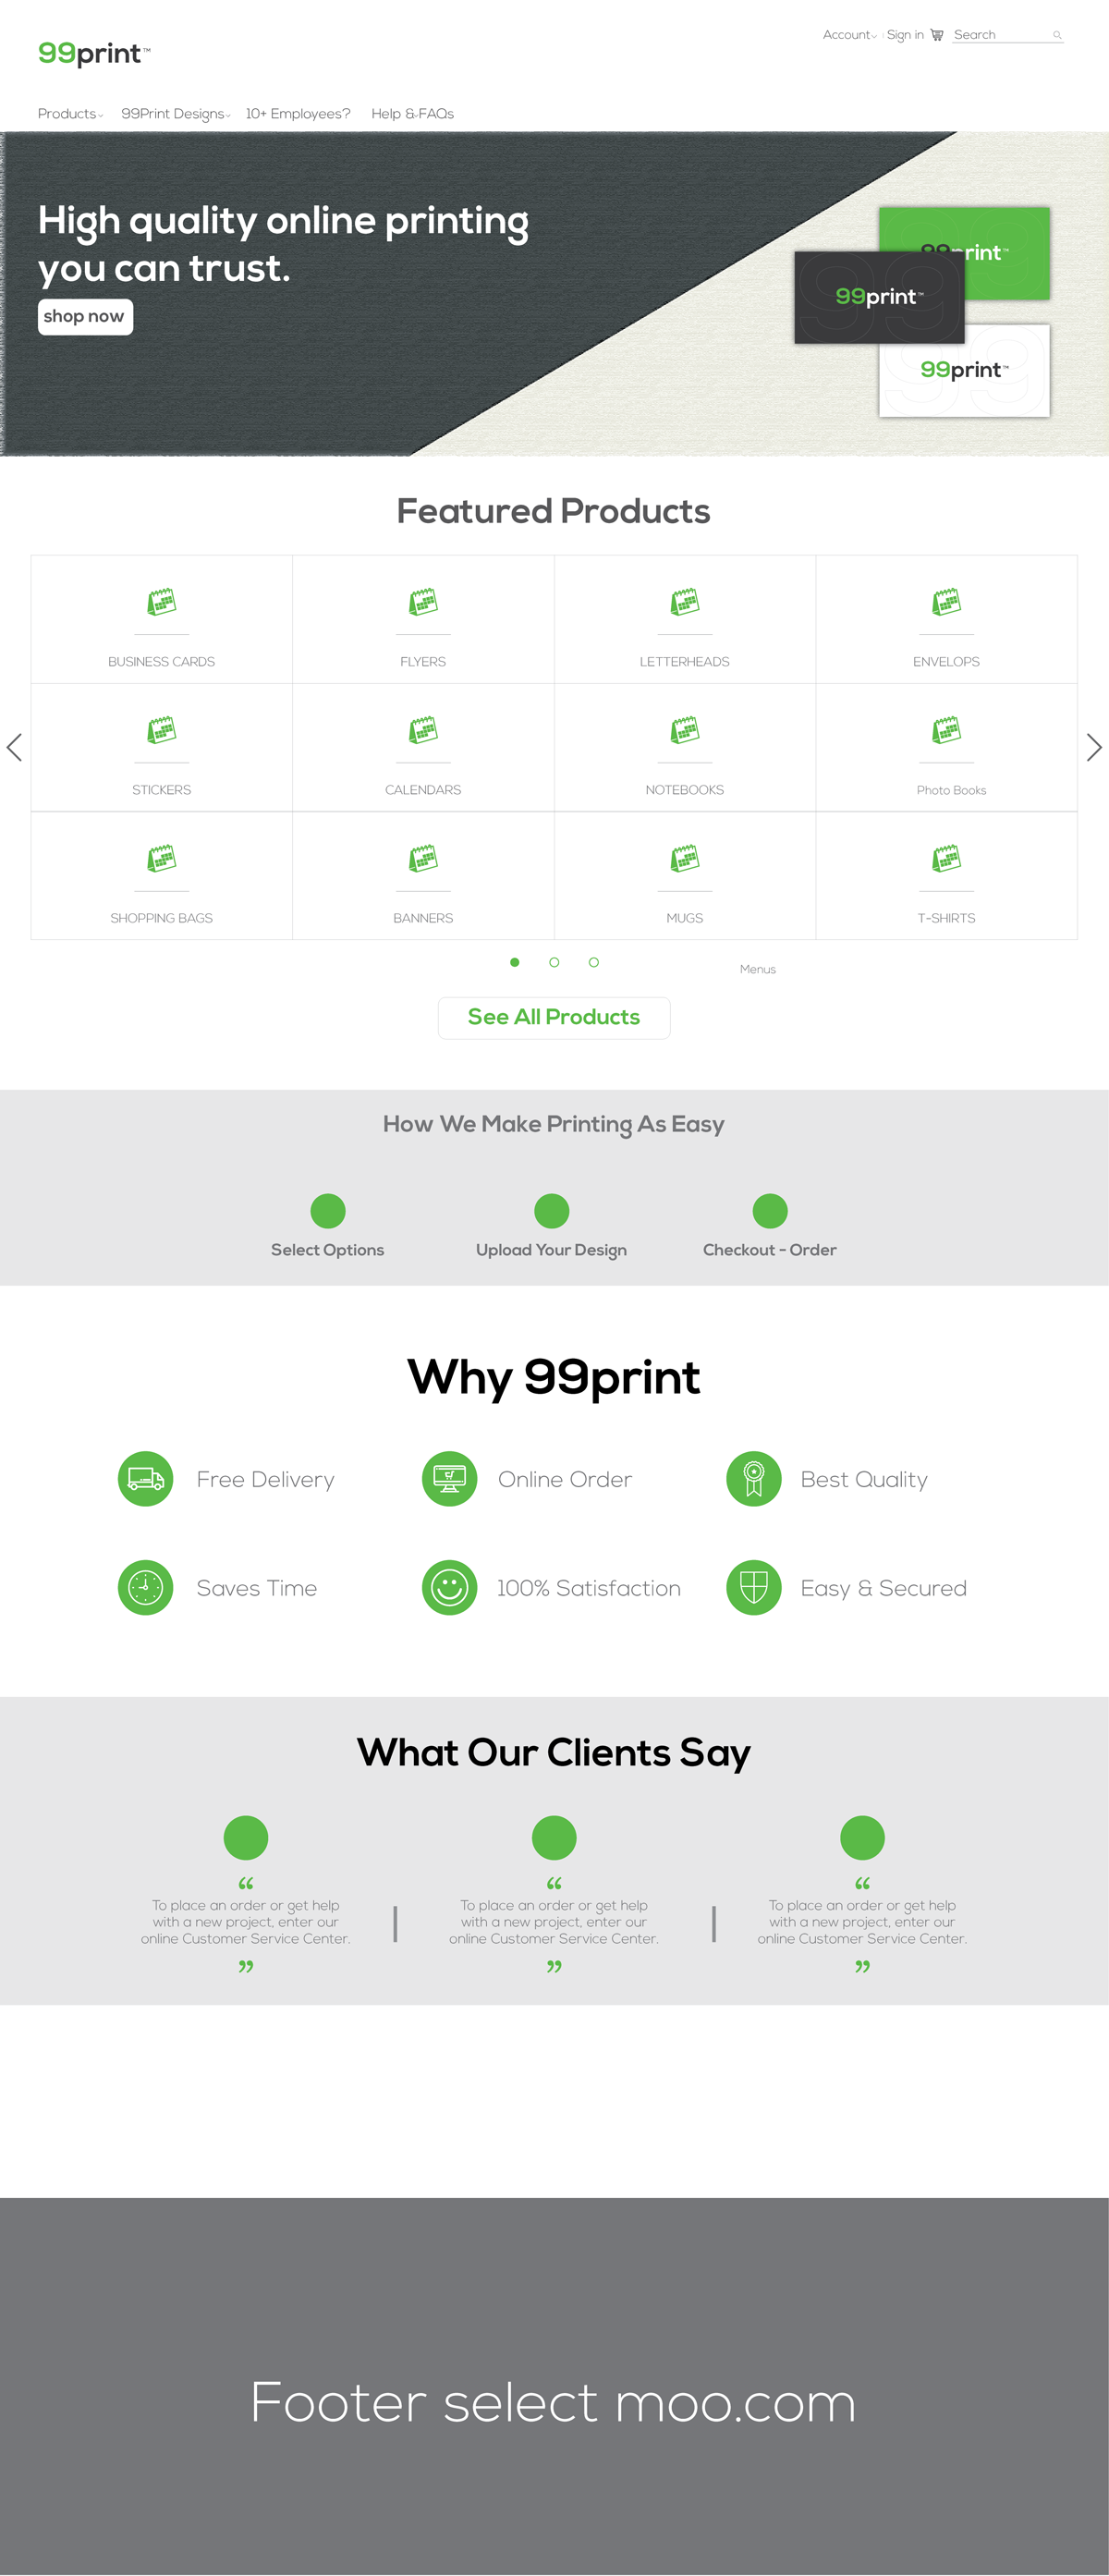 99print™
Account Sign in Search
Products 99Print Designs 10+ Employees? Help & FAQs
High quality online printing
you can trust.
shop now
99print™
99print™
99print™
Featured Products
BUSINESS CARDS FLYERS LETTERHEADS ENVELOPS
STICKERS CALENDARS NOTEBOOKS Photo Books
SHOPPING BAGS BANNERS MUGS T-SHIRTS
Menus
See All Products
How We Make Printing As Easy
Select Options Upload Your Design Checkout - Order
Why 99print
Free Delivery Online Order Best Quality
Saves Time 100% Satisfaction Easy & Secured
What Our Clients Say
“ “ “
To place an order or get help To place an order or get help To place an order or get help
with a new project, enter our with a new project, enter our with a new project, enter our
online Customer Service Center. online Customer Service Center. online Customer Service Center.
” ” ”
Footer select moo.com